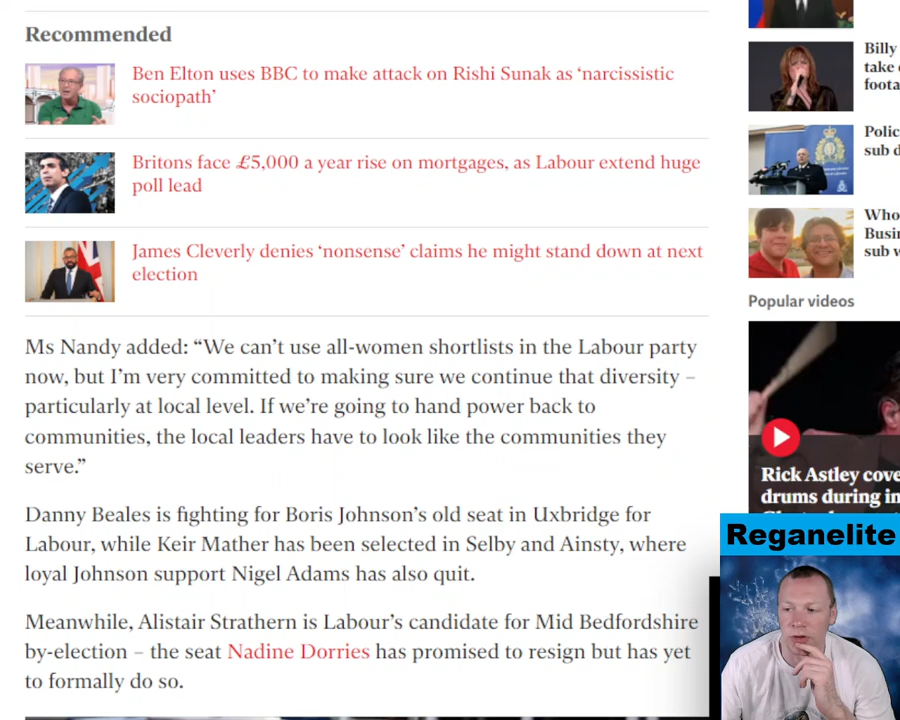 Recommended
Ben Elton uses BBC to make attack on Rishi Sunak as ‘narcissistic
sociopath’
Britons face £5,000 a year rise on mortgages, as Labour extend huge
poll lead
James Cleverly denies ‘nonsense’ claims he might stand down at next
election
Ms Nandy added: “We can’t use all-women shortlists in the Labour party
now, but I’m very committed to making sure we continue that diversity –
particularly at local level. If we’re going to hand power back to
communities, the local leaders have to look like the communities they
serve.”
Danny Beales is fighting for Boris Johnson’s old seat in Uxbridge for
Labour, while Keir Mather has been selected in Selby and Ainsty, where
loyal Johnson support Nigel Adams has also quit.
Meanwhile, Alistair Strathern is Labour’s candidate for Mid Bedfordshire
by-election – the seat Nadine Dorries has promised to resign but has yet
to formally do so.
Billy
take
foota
Polic
sub d
Who
Busin
sub w
Popular videos
Rick Astley cove
drums during in
Reganelite